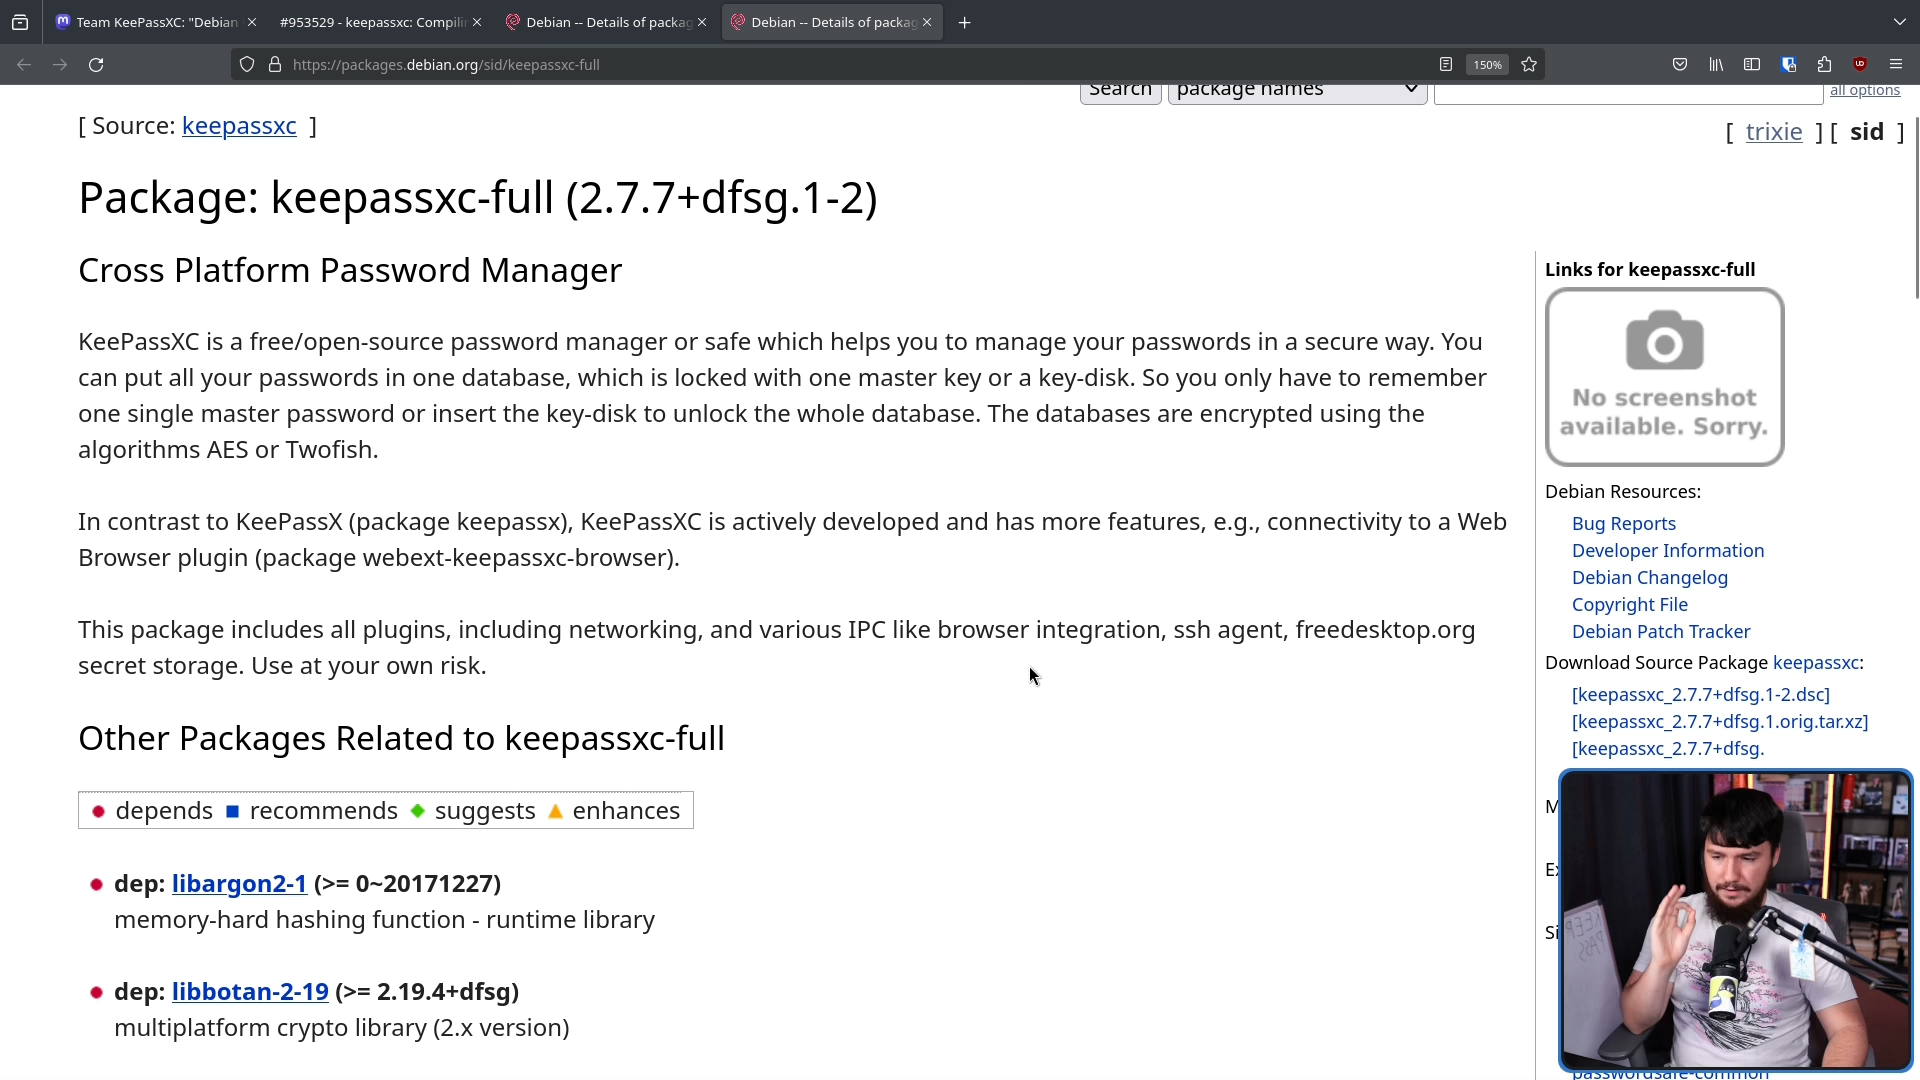 Team KeePassXC: "Debian
#953529 - keepassxc: Compilin
Debian -- Details of packag
Debian -- Details of packag
https://packages.debian.org/sid/keepassxc-full
150%
Search
package names
all options
[ Source: keepassxc ]
[ trixie ] [ sid ]
Package: keepassxc-full (2.7.7+dfsg.1-2)
Cross Platform Password Manager
KeePassXC is a free/open-source password manager or safe which helps you to manage your passwords in a secure way. You
can put all your passwords in one database, which is locked with one master key or a key-disk. So you only have to remember
one single master password or insert the key-disk to unlock the whole database. The databases are encrypted using the
algorithms AES or Twofish.
In contrast to KeePassX (package keepassx), KeePassXC is actively developed and has more features, e.g., connectivity to a Web
Browser plugin (package webext-keepassxc-browser).
This package includes all plugins, including networking, and various IPC like browser integration, ssh agent, freedesktop.org
secret storage. Use at your own risk.
Other Packages Related to keepassxc-full
depends recommends suggests enhances
dep: libargon2-1 (>= 0~20171227)
memory-hard hashing function - runtime library
dep: libbotan-2-19 (>= 2.19.4+dfsg)
multiplatform crypto library (2.x version)
Links for keepassxc-full
No screenshot
available. Sorry.
Debian Resources:
Bug Reports
Developer Information
Debian Changelog
Copyright File
Debian Patch Tracker
Download Source Package keepassxc:
[keepassxc_2.7.7+dfsg.1-2.dsc]
[keepassxc_2.7.7+dfsg.1.orig.tar.xz]
[keepassxc_2.7.7+dfsg.
M
Ex
Si
KEEP
PASS
passwordsafe-common